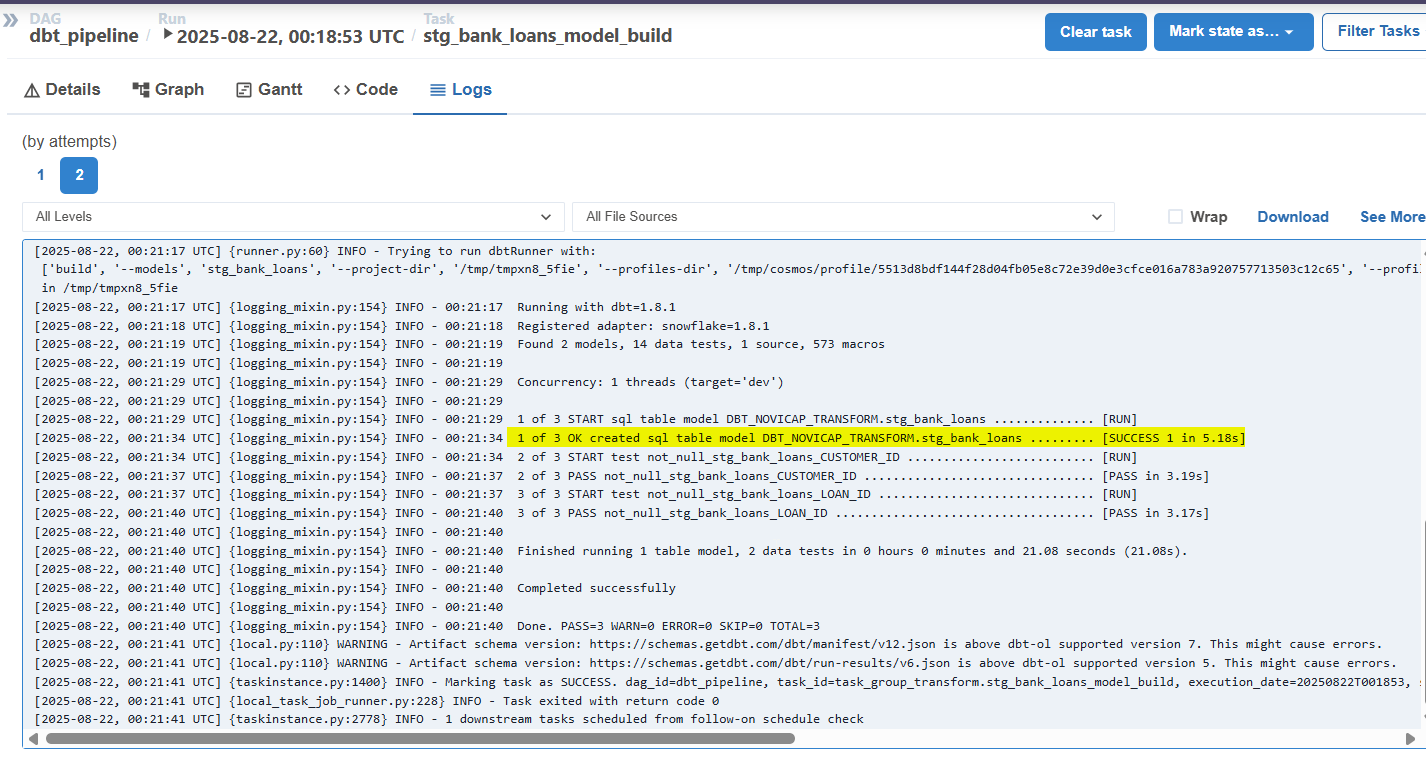 DAG Run Task
dbt_pipeline / 2025-08-22, 00:18:53 UTC / stg_bank_loans_model_build
Clear task Mark state as... Filter Tasks
Details Graph Gantt Code Logs
(by attempts)
1 2
All Levels All File Sources Wrap Download See More
[2025-08-22, 00:21:17 UTC] {runner.py:60} INFO - Trying to run dbtRunner with:
['build', '--models', 'stg_bank_loans', '--project-dir', '/tmp/tmpxn8_5fie', '--profiles-dir', '/tmp/cosmos/profile/5513d8bdf144f28d04fb05e8c72e39d0e3cfce016a783a920757713503c12c65', '--profi
in /tmp/tmpxn8_5fie
[2025-08-22, 00:21:17 UTC] {logging_mixin.py:154} INFO - 00:21:17 Running with dbt=1.8.1
[2025-08-22, 00:21:18 UTC] {logging_mixin.py:154} INFO - 00:21:18 Registered adapter: snowflake=1.8.1
[2025-08-22, 00:21:19 UTC] {logging_mixin.py:154} INFO - 00:21:19 Found 2 models, 14 data tests, 1 source, 573 macros
[2025-08-22, 00:21:19 UTC] {logging_mixin.py:154} INFO - 00:21:19
[2025-08-22, 00:21:29 UTC] {logging_mixin.py:154} INFO - 00:21:29 Concurrency: 1 threads (target='dev')
[2025-08-22, 00:21:29 UTC] {logging_mixin.py:154} INFO - 00:21:29
[2025-08-22, 00:21:29 UTC] {logging_mixin.py:154} INFO - 00:21:29 1 of 3 START sql table model DBT_NOVICAP_TRANSFORM.stg_bank_loans .............. [RUN]
[2025-08-22, 00:21:34 UTC] {logging_mixin.py:154} INFO - 00:21:34 1 of 3 OK created sql table model DBT_NOVICAP_TRANSFORM.stg_bank_loans ......... [SUCCESS 1 in 5.18s]
[2025-08-22, 00:21:34 UTC] {logging_mixin.py:154} INFO - 00:21:34 2 of 3 START test not_null_stg_bank_loans_CUSTOMER_ID .......................... [RUN]
[2025-08-22, 00:21:37 UTC] {logging_mixin.py:154} INFO - 00:21:37 2 of 3 PASS not_null_stg_bank_loans_CUSTOMER_ID ................................ [PASS in 3.19s]
[2025-08-22, 00:21:37 UTC] {logging_mixin.py:154} INFO - 00:21:37 3 of 3 START test not_null_stg_bank_loans_LOAN_ID .............................. [RUN]
[2025-08-22, 00:21:40 UTC] {logging_mixin.py:154} INFO - 00:21:40 3 of 3 PASS not_null_stg_bank_loans_LOAN_ID .................................... [PASS in 3.17s]
[2025-08-22, 00:21:40 UTC] {logging_mixin.py:154} INFO - 00:21:40
[2025-08-22, 00:21:40 UTC] {logging_mixin.py:154} INFO - 00:21:40 Finished running 1 table model, 2 data tests in 0 hours 0 minutes and 21.08 seconds (21.08s).
[2025-08-22, 00:21:40 UTC] {logging_mixin.py:154} INFO - 00:21:40
[2025-08-22, 00:21:40 UTC] {logging_mixin.py:154} INFO - 00:21:40 Completed successfully
[2025-08-22, 00:21:40 UTC] {logging_mixin.py:154} INFO - 00:21:40
[2025-08-22, 00:21:40 UTC] {logging_mixin.py:154} INFO - 00:21:40 Done. PASS=3 WARN=0 ERROR=0 SKIP=0 TOTAL=3
[2025-08-22, 00:21:41 UTC] {local.py:110} WARNING - Artifact schema version: https://schemas.getdbt.com/dbt/manifest/v12.json is above dbt-ol supported version 7. This might cause errors.
[2025-08-22, 00:21:41 UTC] {local.py:110} WARNING - Artifact schema version: https://schemas.getdbt.com/dbt/run-results/v6.json is above dbt-ol supported version 5. This might cause errors.
[2025-08-22, 00:21:41 UTC] {taskinstance.py:1400} INFO - Marking task as SUCCESS. dag_id=dbt_pipeline, task_id=task_group_transform.stg_bank_loans_model_build, execution_date=20250822T001853,
[2025-08-22, 00:21:41 UTC] {local_task_job_runner.py:228} INFO - Task exited with return code 0
[2025-08-22, 00:21:41 UTC] {taskinstance.py:2778} INFO - 1 downstream tasks scheduled from follow-on schedule check